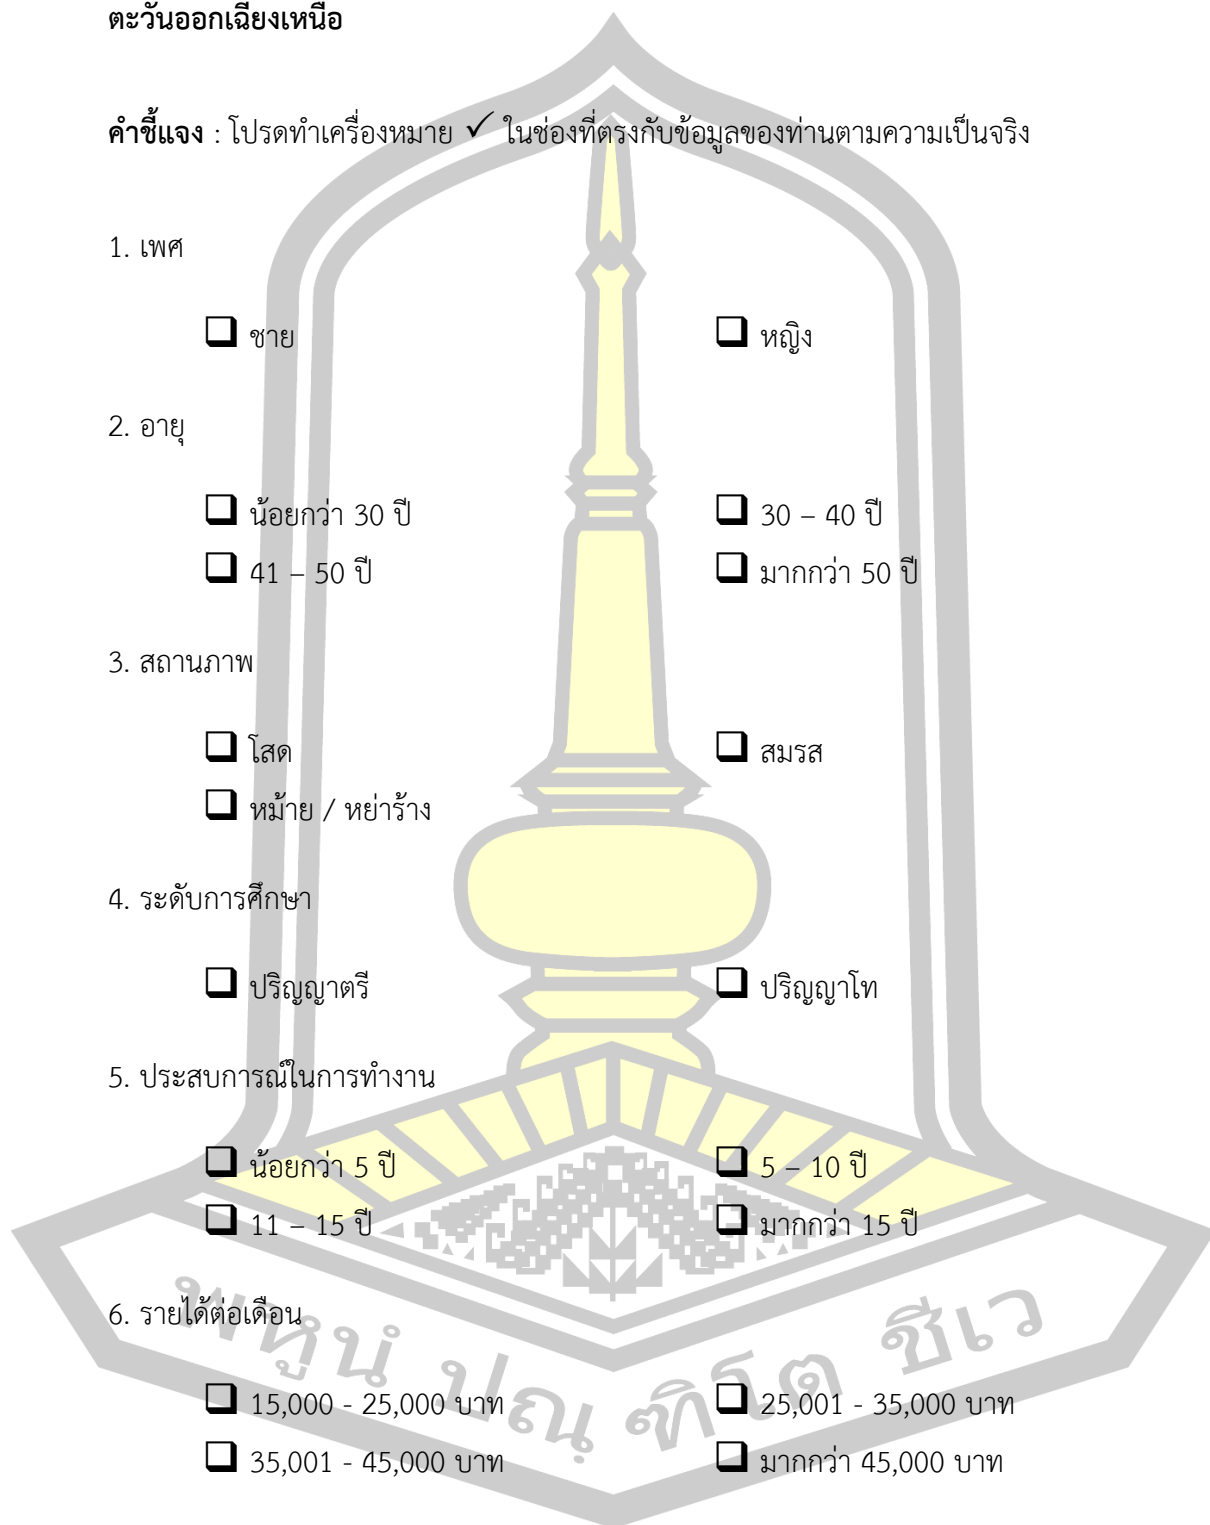 ตะวันออกเฉียงเหนือ
คำชี้แจง : โปรดทำเครื่องหมาย ✓ ในช่องที่ตรงกับข้อมูลของท่านตามความเป็นจริง
1. เพศ
❑ ชาย ❑ หญิง
2. อายุ
❑ น้อยกว่า 30 ปี ❑ 30 – 40 ปี
❑ 41 – 50 ปี ❑ มากกว่า 50 ปี
3. สถานภาพ
❑ โสด ❑ สมรส
❑ หม้าย / หย่าร้าง
4. ระดับการศึกษา
❑ ปริญญาตรี ❑ ปริญญาโท
5. ประสบการณ์ในการทำงาน
❑ น้อยกว่า 5 ปี ❑ 5 – 10 ปี
❑ 11 – 15 ปี ❑ มากกว่า 15 ปี
6. รายได้ต่อเดือน
❑ 15,000 - 25,000 บาท ❑ 25,001 - 35,000 บาท
❑ 35,001 - 45,000 บาท ❑ มากกว่า 45,000 บาท
พหูนํ ปณฺฑิโต ชีเว